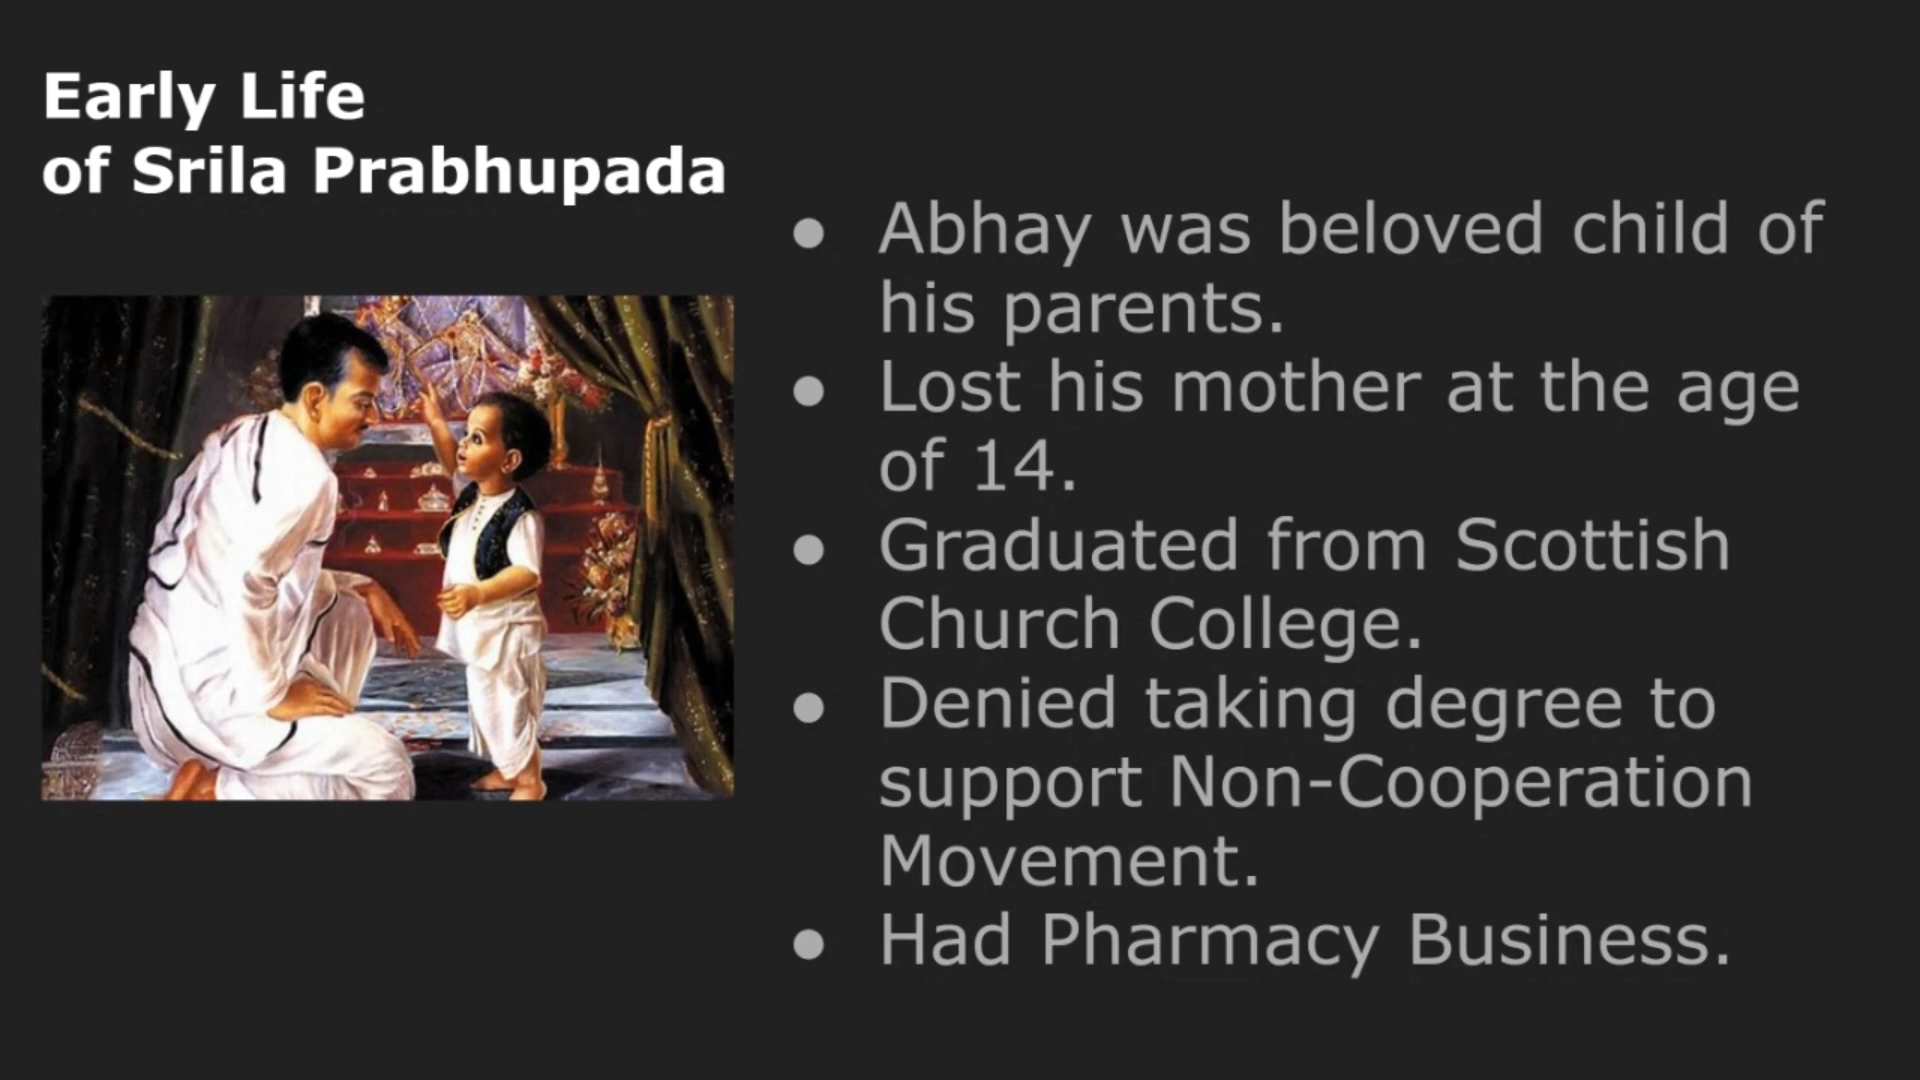 Early Life
of Srila Prabhupada
● Abhay was beloved child of
his parents.
● Lost his mother at the age
of 14.
● Graduated from Scottish
Church College.
● Denied taking degree to
support Non-Cooperation
Movement.
● Had Pharmacy Business.